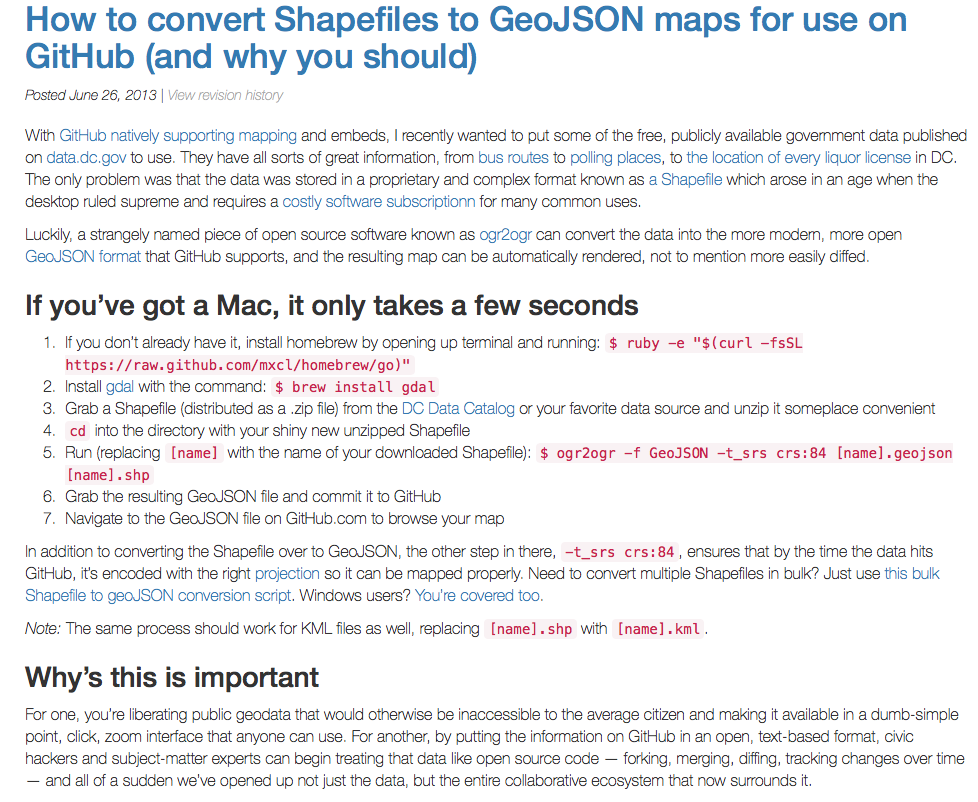 How to convert Shapefiles to GeoJSON maps for use on
GitHub (and why you should)
Posted June 26, 2013 | View revision history
With GitHub natively supporting mapping and embeds, I recently wanted to put some of the free, publicly available government data published
on data.dc.gov to use. They have all sorts of great information, from bus routes to polling places, to the location of every liquor license in DC.
The only problem was that the data was stored in a proprietary and complex format known as a Shapefile which arose in an age when the
desktop ruled supreme and requires a costly software subscriptionn for many common uses.
Luckily, a strangely named piece of open source software known as ogr2ogr can convert the data into the more modern, more open
GeoJSON format that GitHub supports, and the resulting map can be automatically rendered, not to mention more easily diffed.
If you've got a Mac, it only takes a few seconds
1. If you don't already have it, install homebrew by opening up terminal and running: $ ruby -e "$(curl -fsSL
https://raw.github.com/mxcl/homebrew/go)"
2. Install gdal with the command: $ brew install gdal
3. Grab a Shapefile (distributed as a .zip file) from the DC Data Catalog or your favorite data source and unzip it someplace convenient
4. cd into the directory with your shiny new unzipped Shapefile
5. Run (replacing [name] with the name of your downloaded Shapefile): $ ogr2ogr -f GeoJSON -t_srs crs:84 [name].geojson
[name].shp
6. Grab the resulting GeoJSON file and commit it to GitHub
7. Navigate to the GeoJSON file on GitHub.com to browse your map
In addition to converting the Shapefile over to GeoJSON, the other step in there, -t_srs crs:84, ensures that by the time the data hits
GitHub, it's encoded with the right projection so it can be mapped properly. Need to convert multiple Shapefiles in bulk? Just use this bulk
Shapefile to geoJSON conversion script. Windows users? You're covered too.
Note: The same process should work for KML files as well, replacing [name].shp with [name].kml.
Why's this is important
For one, you're liberating public geodata that would otherwise be inaccessible to the average citizen and making it available in a dumb-simple
point, click, zoom interface that anyone can use. For another, by putting the information on GitHub in an open, text-based format, civic
hackers and subject-matter experts can begin treating that data like open source code — forking, merging, diffing, tracking changes over time
— and all of a sudden we've opened up not just the data, but the entire collaborative ecosystem that now surrounds it.